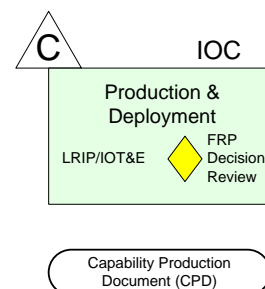 C
IOC
Production &
Deployment
LRIP/IOT&E
FRP
Decision
Review
Capability Production
Document (CPD)